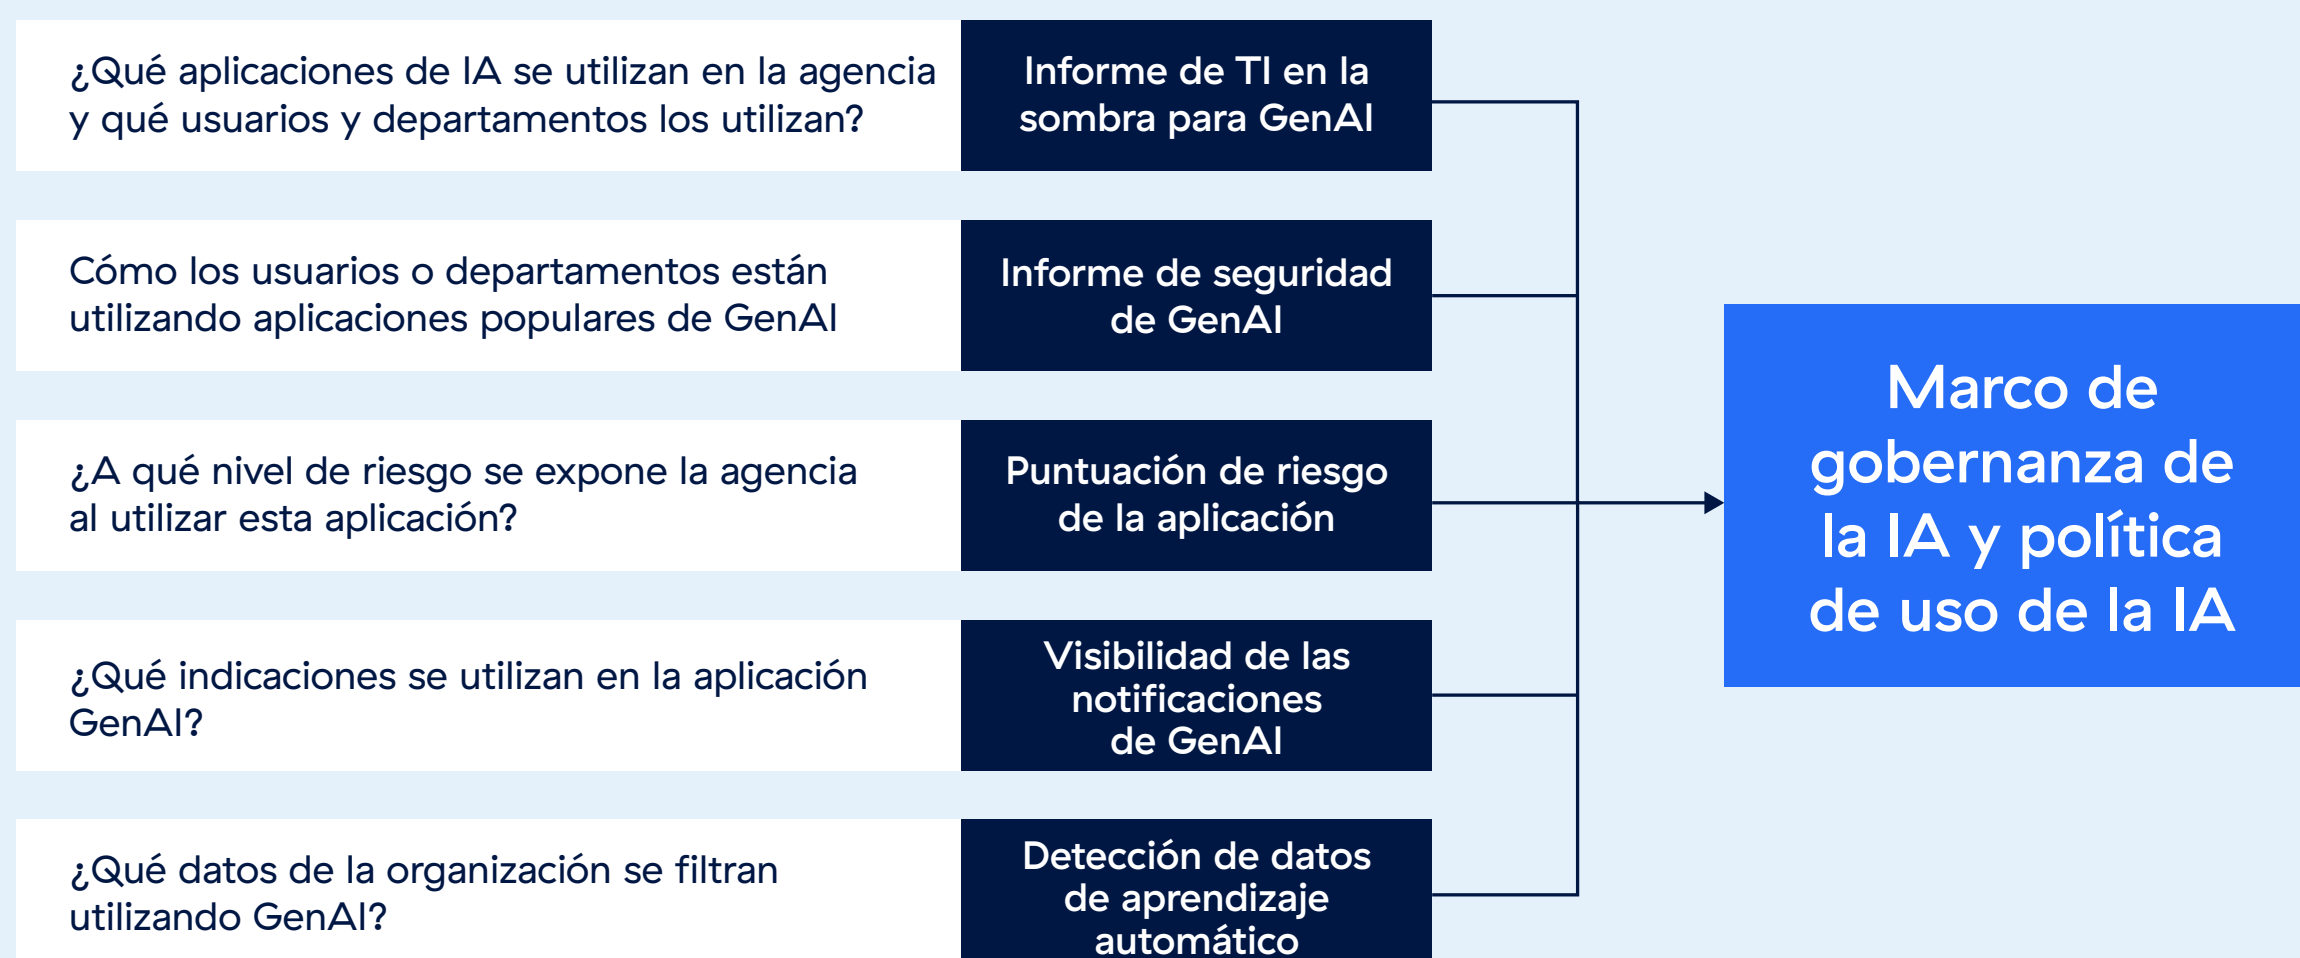 ¿Qué aplicaciones de IA se utilizan en la agencia
y qué usuarios y departamentos los utilizan?
Informe de TI en la
sombra para GenAI
Cómo los usuarios o departamentos están
utilizando aplicaciones populares de GenAI
Informe de seguridad
de GenAI
¿A qué nivel de riesgo se expone la agencia
al utilizar esta aplicación?
Puntuación de riesgo
de la aplicación
¿Qué indicaciones se utilizan en la aplicación
GenAI?
Visibilidad de las
notificaciones
de GenAI
¿Qué datos de la organización se filtran
utilizando GenAI?
Detección de datos
de aprendizaje
automático
Marco de
gobernanza de
la IA y política
de uso de la IA